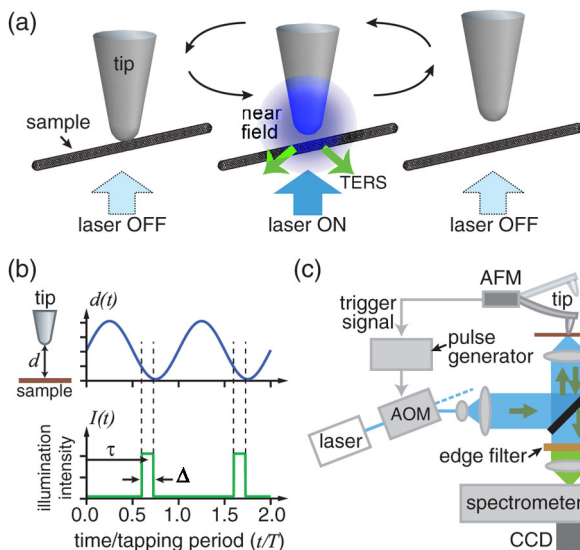 (a)
tip
sample
near
field
TERS
laser OFF
laser ON
laser OFF
(b)
tip
d
sample
d(t)
I(t)
illumination
intensity
τ
Δ
0.0 0.5 1.0 1.5 2.0
time/tapping period (t/T)
(c)
AFM
tip
trigger
signal
pulse
generator
AOM
laser
edge filter
spectrometer
CCD